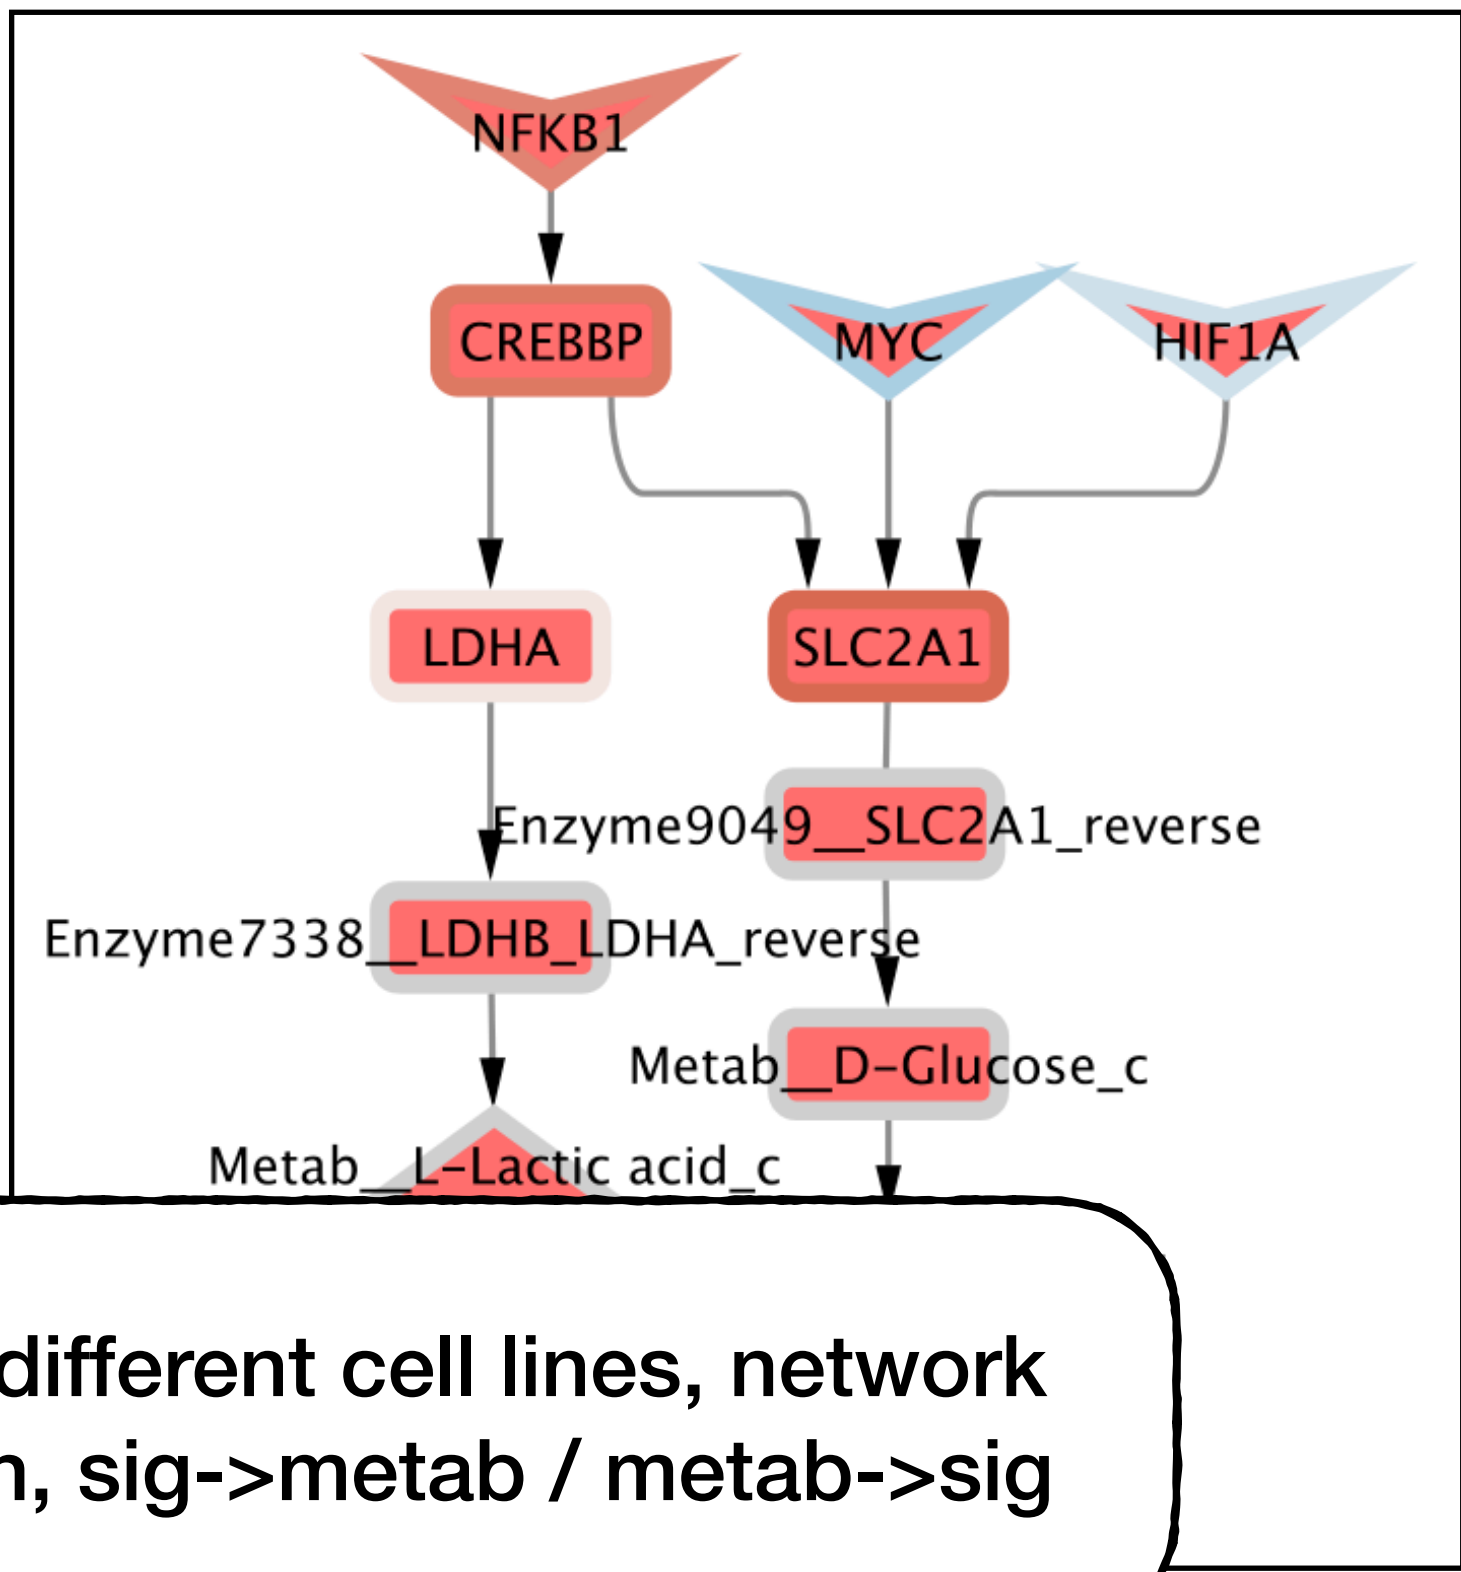 NFKB1
CREBBP
MYC
HIF1A
LDHA
SLC2A1
Enzyme9049__SLC2A1_reverse
Enzyme7338__LDHB_LDHA_reverse
Metab__D-Glucose_c
Metab__L-Lactic acid_c
different cell lines, network
, sig->metab / metab->sig